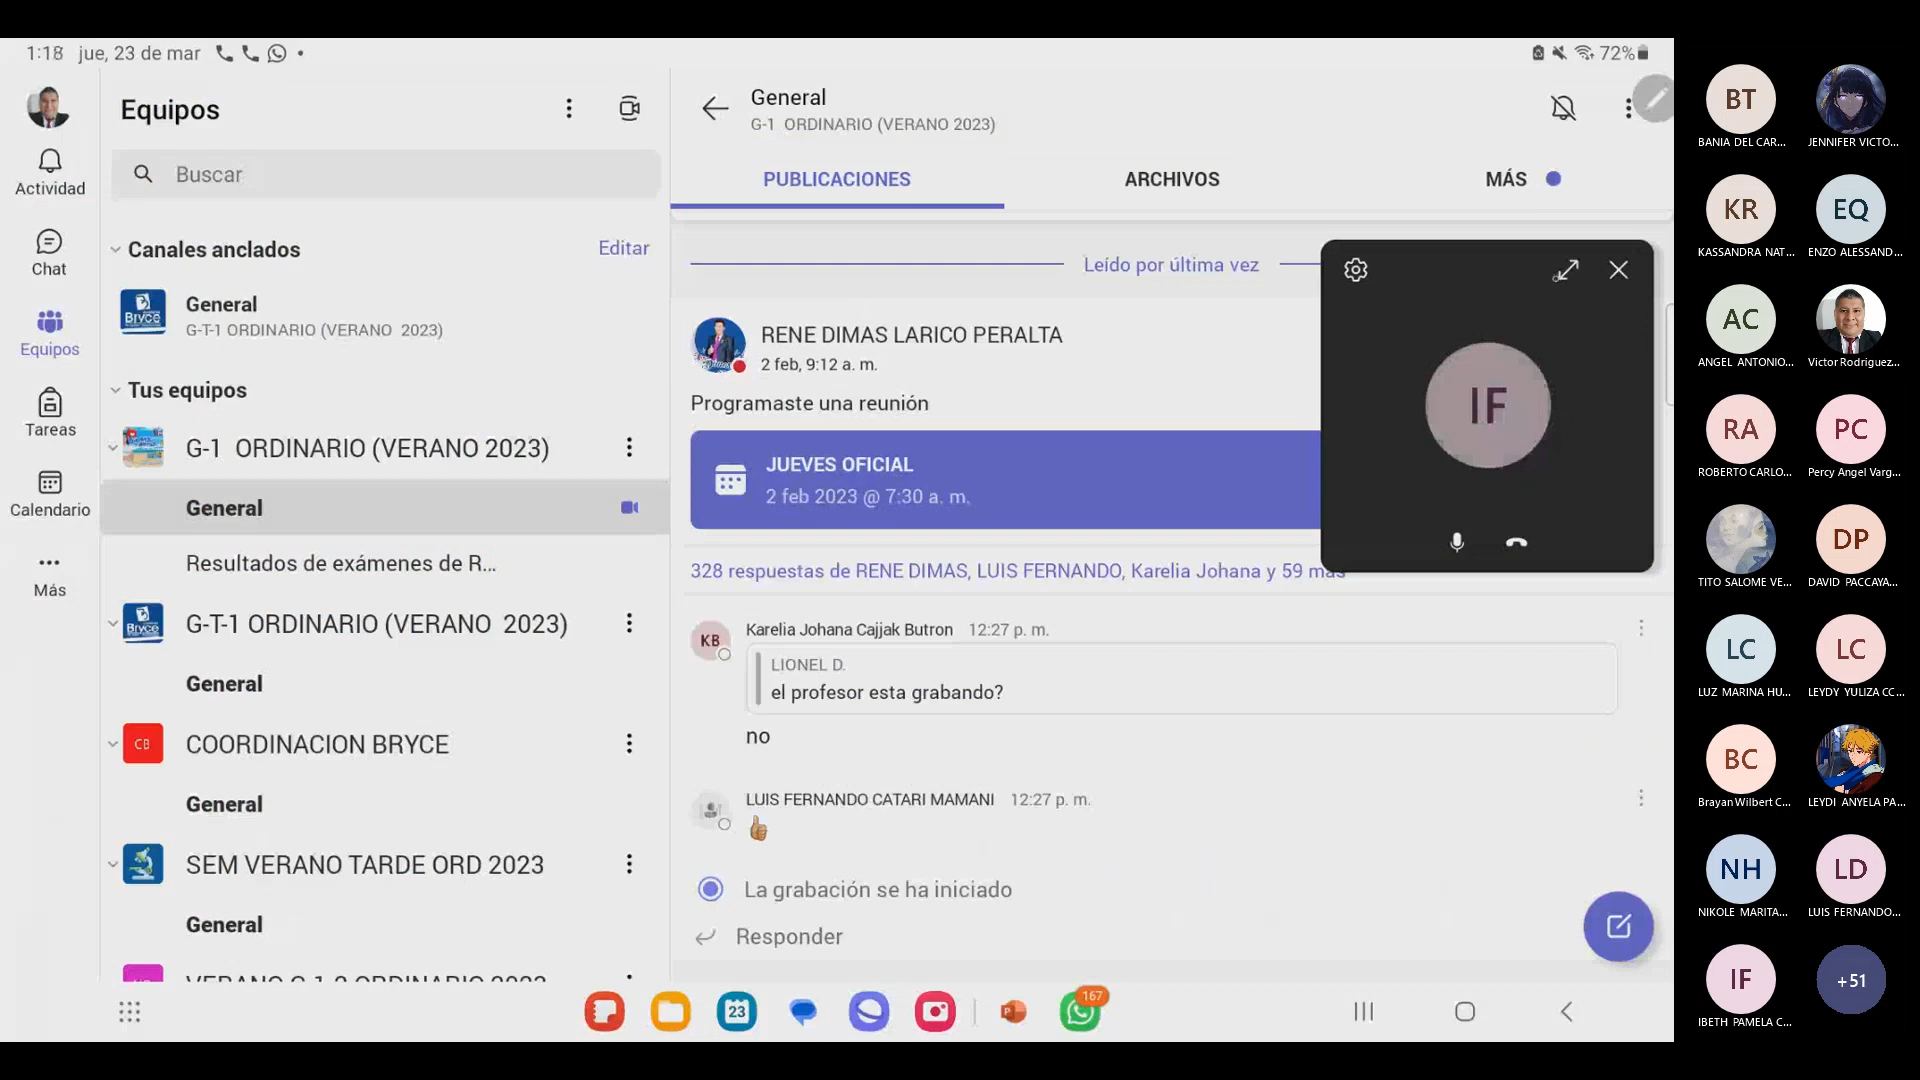 1:18 jue, 23 de mar
72%
Equipos
Buscar
Canales anclados
Editar
Bryce
General
G-T-1 ORDINARIO (VERANO 2023)
Tus equipos
G-1 ORDINARIO (VERANO 2023)
General
Resultados de exámenes de R...
Bryce
G-T-1 ORDINARIO (VERANO 2023)
General
CB
COORDINACION BRYCE
General
SEM VERANO TARDE ORD 2023
General
Actividad
Chat
Equipos
Tareas
Calendario
Más
General
G-1 ORDINARIO (VERANO 2023)
PUBLICACIONES
ARCHIVOS
MÁS
Leído por última vez
RENE DIMAS LARICO PERALTA
2 feb, 9:12 a. m.
Programaste una reunión
JUEVES OFICIAL
2 feb 2023 @ 7:30 a. m.
328 respuestas de RENE DIMAS, LUIS FERNANDO, Karelia Johana y 59 más
IF
KB
Karelia Johana Cajjak Butron 12:27 p. m.
LIONEL D.
el profesor esta grabando?
no
LUIS FERNANDO CATARI MAMANI 12:27 p. m.
La grabación se ha iniciado
Responder
23
167
BT
BANIA DEL CAR...
JENNIFER VICTO...
KR
KASSANDRA NAT...
EQ
ENZO ALESSAND...
AC
ANGEL ANTONIO...
Victor Rodriguez...
RA
ROBERTO CARLO...
PC
Percy Angel Varg...
TITO SALOME VE...
DP
DAVID PACCAYA...
LC
LUZ MARINA HU...
LC
LEYDY YULIZA CC...
BC
Brayan Wilbert C...
LEYDI ANYELA PA...
NH
NIKOLE MARITA...
LD
LUIS FERNANDO...
IF
IBETH PAMELA C...
+51